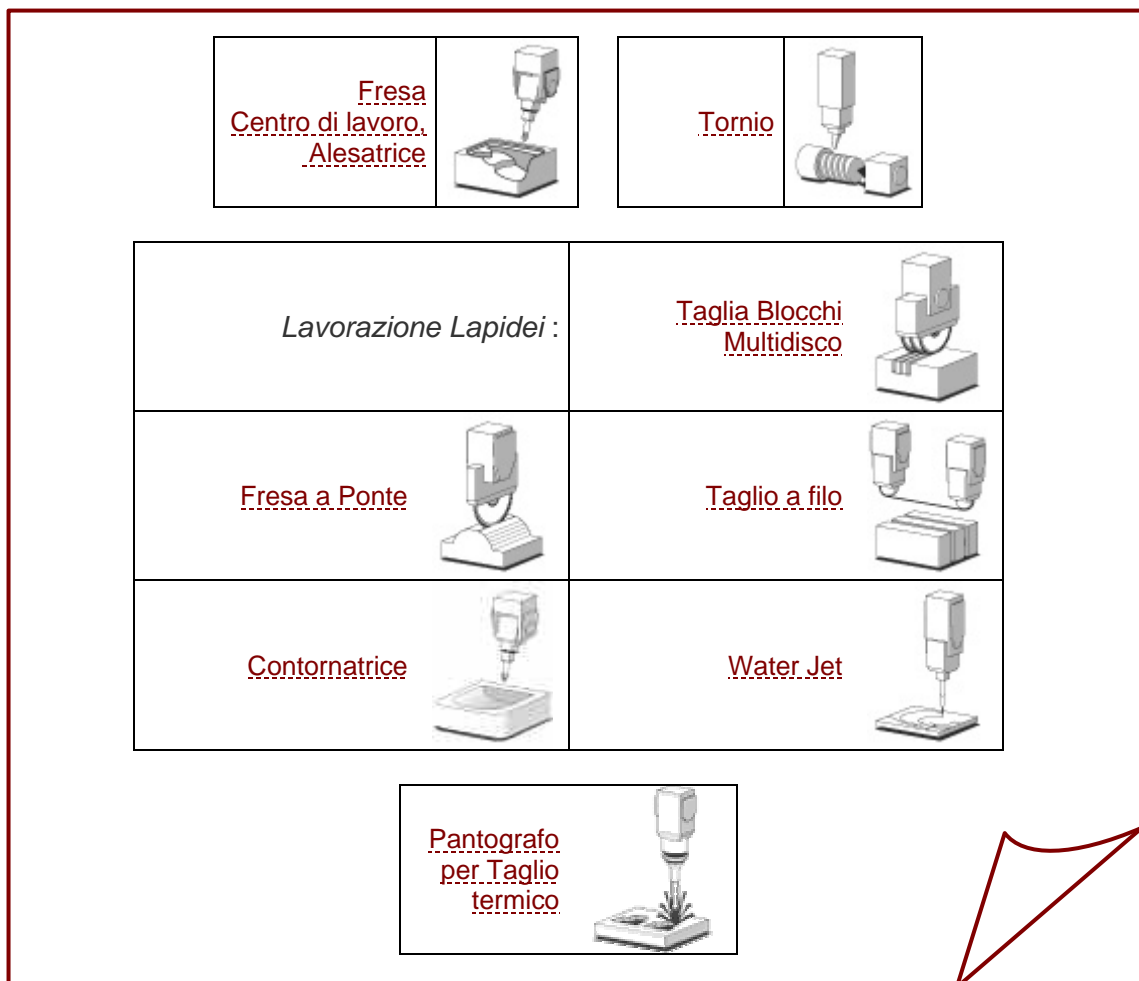 Fresa
Centro di lavoro,
Alesatrice
Tornio
Lavorazione Lapidei :
Taglia Blocchi
Multidisco
Fresa a Ponte
Taglio a filo
Contornatrice
Water Jet
Pantografo
per Taglio
termico